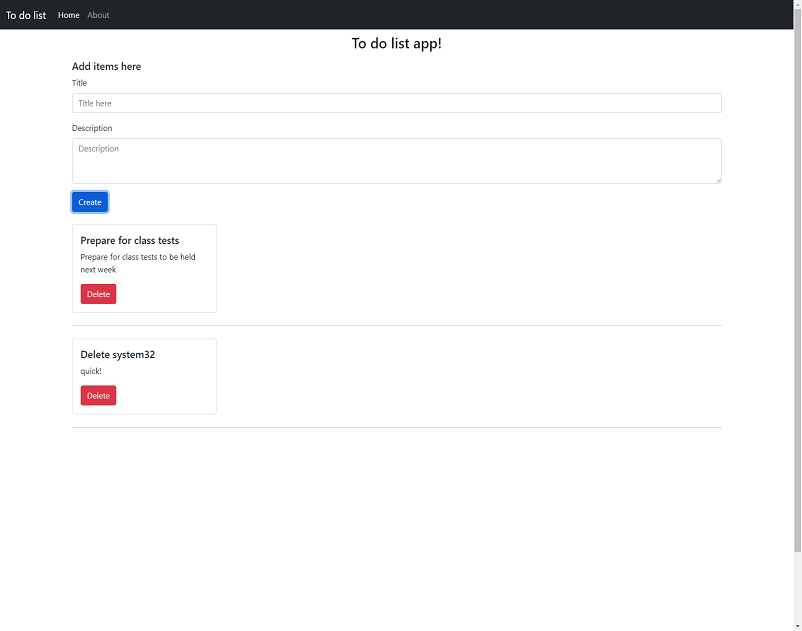 To do list Home About
To do list app!
Add items here
Title
Title here
Description
Description
Create
Prepare for class tests
Prepare for class tests to be held
next week
Delete
Delete system32
quick!
Delete